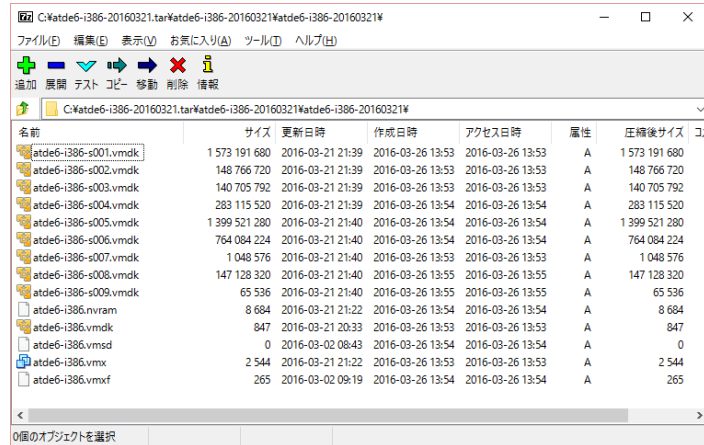 C:¥atde6-i386-20160321.tar¥atde6-i386-20160321¥atde6-i386-20160321¥
ファイル(F) 編集(E) 表示(V) お気に入り(A) ツール(T) ヘルプ(H)
追加 展開 テスト コピー 移動 削除 情報
C:¥atde6-i386-20160321.tar¥atde6-i386-20160321¥atde6-i386-20160321¥
名前 サイズ 更新日時 作成日時 アクセス日時 属性 圧縮後サイズ
atde6-i386-s001.vmdk 1 573 191 680 2016-03-21 21:39 2016-03-26 13:53 2016-03-26 13:53 A 1 573 191 680
atde6-i386-s002.vmdk 148 766 720 2016-03-21 21:39 2016-03-26 13:53 2016-03-26 13:53 A 148 766 720
atde6-i386-s003.vmdk 140 705 792 2016-03-21 21:39 2016-03-26 13:53 2016-03-26 13:53 A 140 705 792
atde6-i386-s004.vmdk 283 115 520 2016-03-21 21:39 2016-03-26 13:54 2016-03-26 13:54 A 283 115 520
atde6-i386-s005.vmdk 1 399 521 280 2016-03-21 21:40 2016-03-26 13:54 2016-03-26 13:54 A 1 399 521 280
atde6-i386-s006.vmdk 764 084 224 2016-03-21 21:40 2016-03-26 13:54 2016-03-26 13:54 A 764 084 224
atde6-i386-s007.vmdk 1 048 576 2016-03-21 21:40 2016-03-26 13:53 2016-03-26 13:53 A 1 048 576
atde6-i386-s008.vmdk 147 128 320 2016-03-21 21:40 2016-03-26 13:55 2016-03-26 13:55 A 147 128 320
atde6-i386-s009.vmdk 65 536 2016-03-21 21:40 2016-03-26 13:55 2016-03-26 13:55 A 65 536
atde6-i386.nvram 8 684 2016-03-21 21:22 2016-03-26 13:54 2016-03-26 13:54 A 8 684
atde6-i386.vmdk 847 2016-03-21 20:33 2016-03-26 13:53 2016-03-26 13:53 A 847
atde6-i386.vmsd 0 2016-03-02 08:43 2016-03-26 13:54 2016-03-26 13:54 A 0
atde6-i386.vmx 2 544 2016-03-21 21:22 2016-03-26 13:53 2016-03-26 13:53 A 2 544
atde6-i386.vmxf 265 2016-03-02 09:19 2016-03-26 13:54 2016-03-26 13:54 A 265
0個のオブジェクトを選択